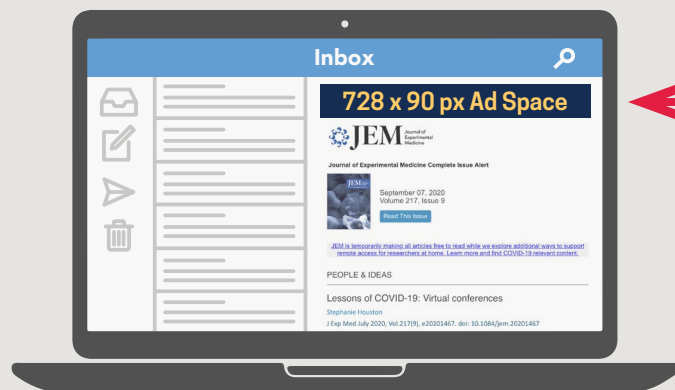 Inbox
728 x 90 px Ad Space
JEM Journal of
Experimental
Medicine
Journal of Experimental Medicine Complete Issue Alert
JEM
September 07, 2020
Volume 217, Issue 9
Read This Issue
JEM is temporarily making all articles free to read while we explore additional ways to support
remote access for researchers at home. Learn more and find COVID-19 relevant content.
PEOPLE & IDEAS
Lessons of COVID-19: Virtual conferences
Stephanie Houston
J Exp Med July 2020, Vol.217(9), e20201467. doi: 10.1084/jem.20201467